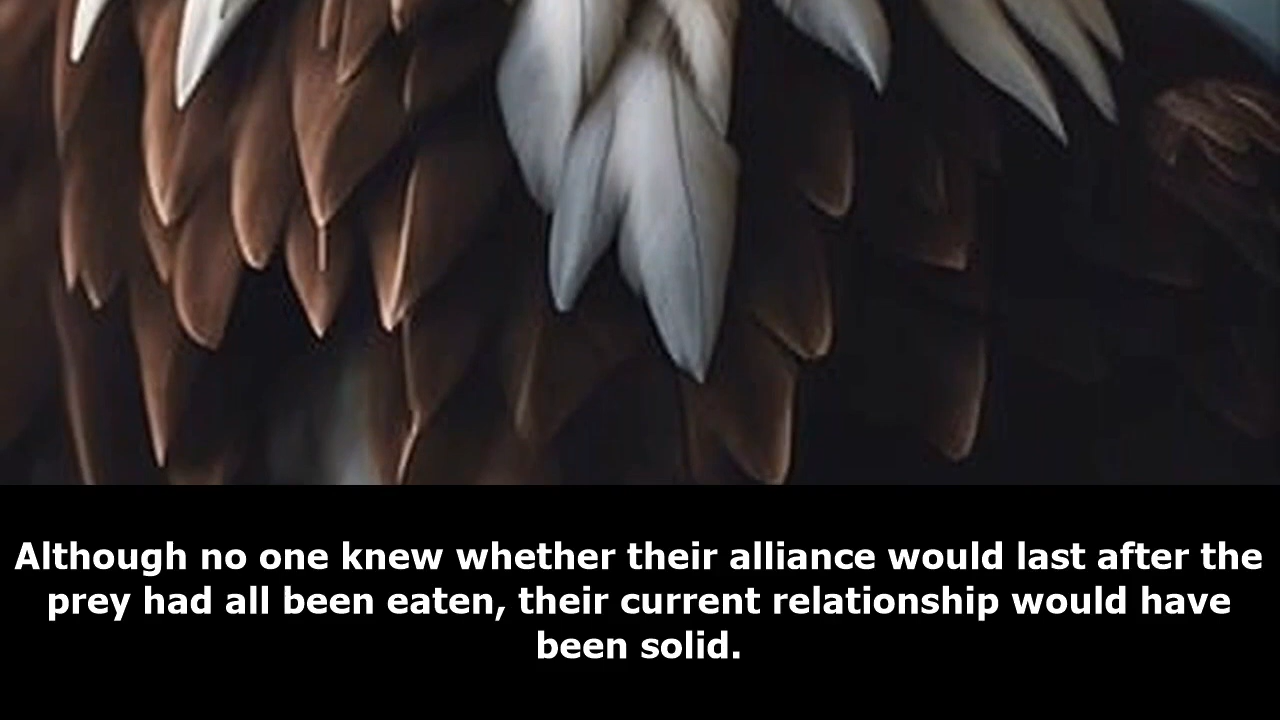 Although no one knew whether their alliance would last after the
prey had all been eaten, their current relationship would have
been solid.